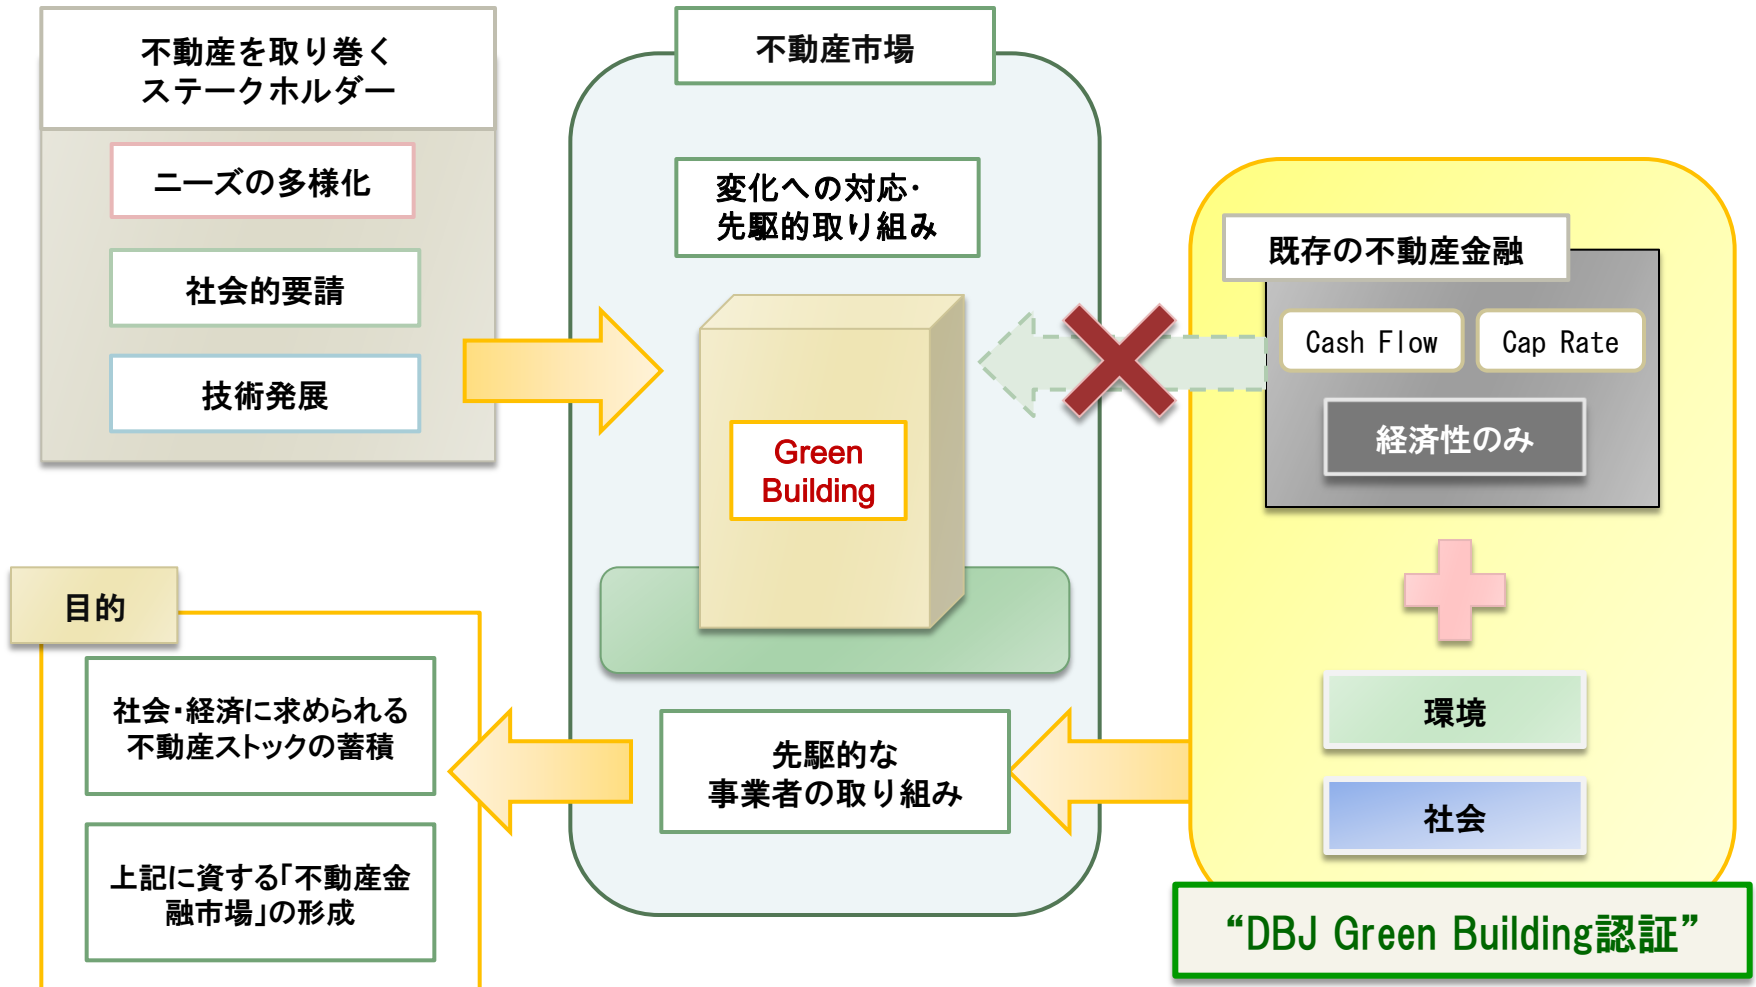 不動産を取り巻く
ステークホルダー
ニーズの多様化
社会的要請
技術発展
不動産市場
変化への対応･
先駆的取り組み
Green
Building
先駆的な
事業者の取り組み
既存の不動産金融
Cash Flow
Cap Rate
経済性のみ
環境
社会
“DBJ Green Building認証”
目的
社会･経済に求められる
不動産ストックの蓄積
上記に資する｢不動産金
融市場｣の形成